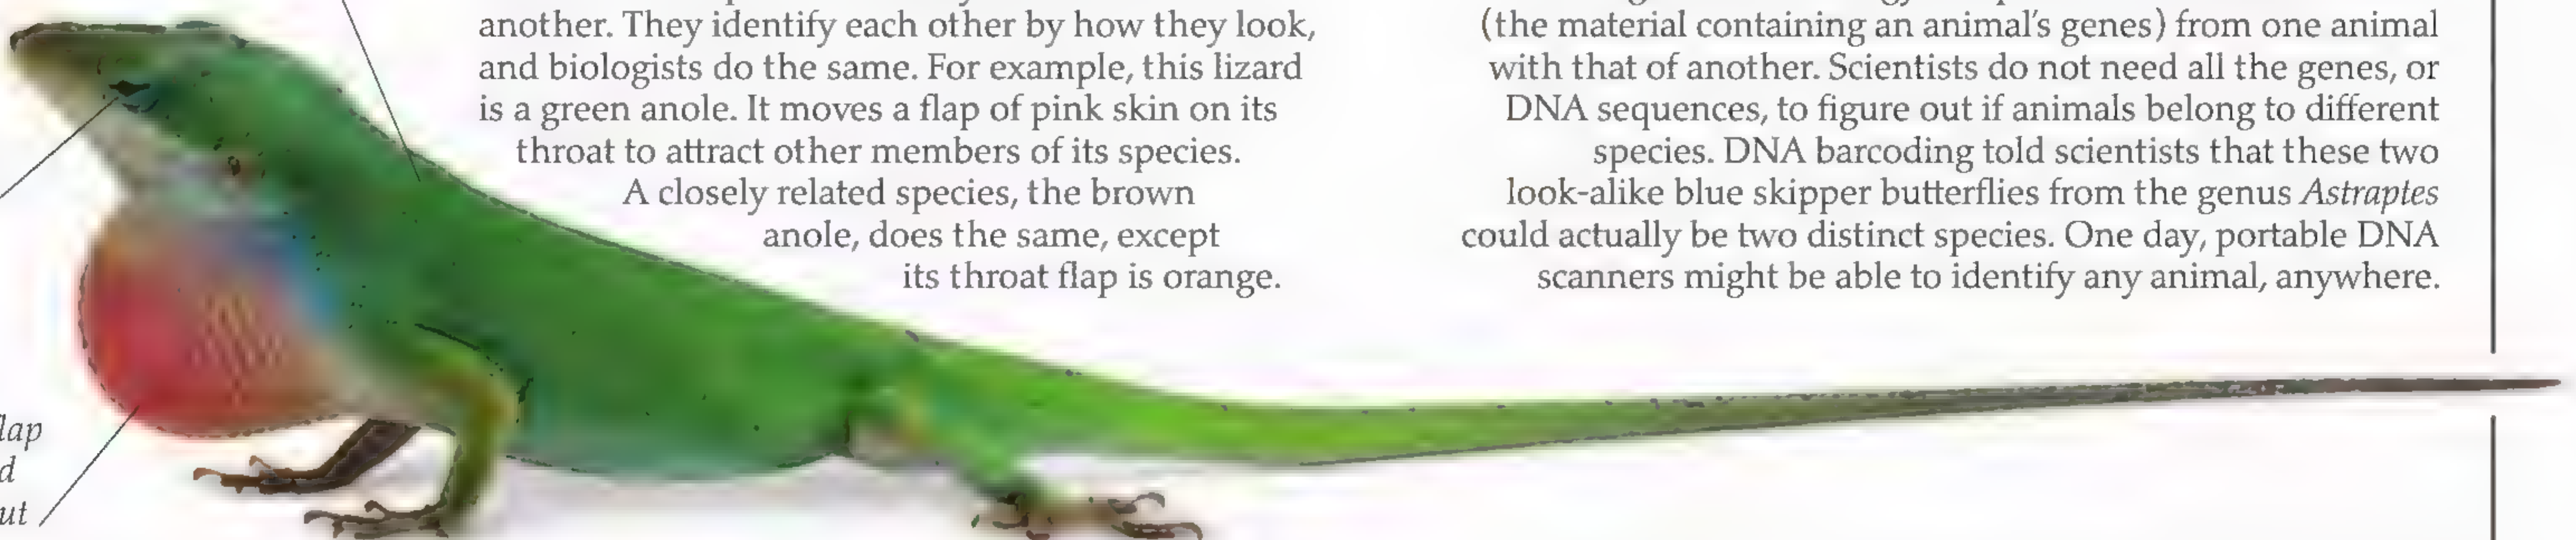 another. They identify each other by how they look,
and biologists do the same. For example, this lizard
is a green anole. It moves a flap of pink skin on its
throat to attract other members of its species.
A closely related species, the brown
anole, does the same, except
its throat flap is orange.
(the material containing an animal's genes) from one animal
with that of another. Scientists do not need all the genes, or
DNA sequences, to figure out if animals belong to different
species. DNA barcoding told scientists that these two
look-alike blue skipper butterflies from the genus Astraptes
could actually be two distinct species. One day, portable DNA
scanners might be able to identify any animal, anywhere.